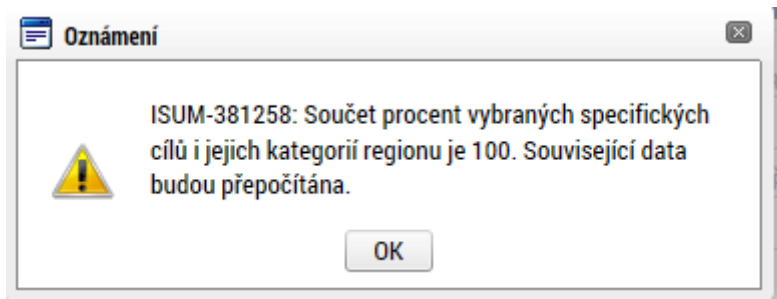 Oznámení
ISUM-381258: Součet procent vybraných specifických
cílů i jejich kategorií regionu je 100. Související data
budou přepočítána.
OK